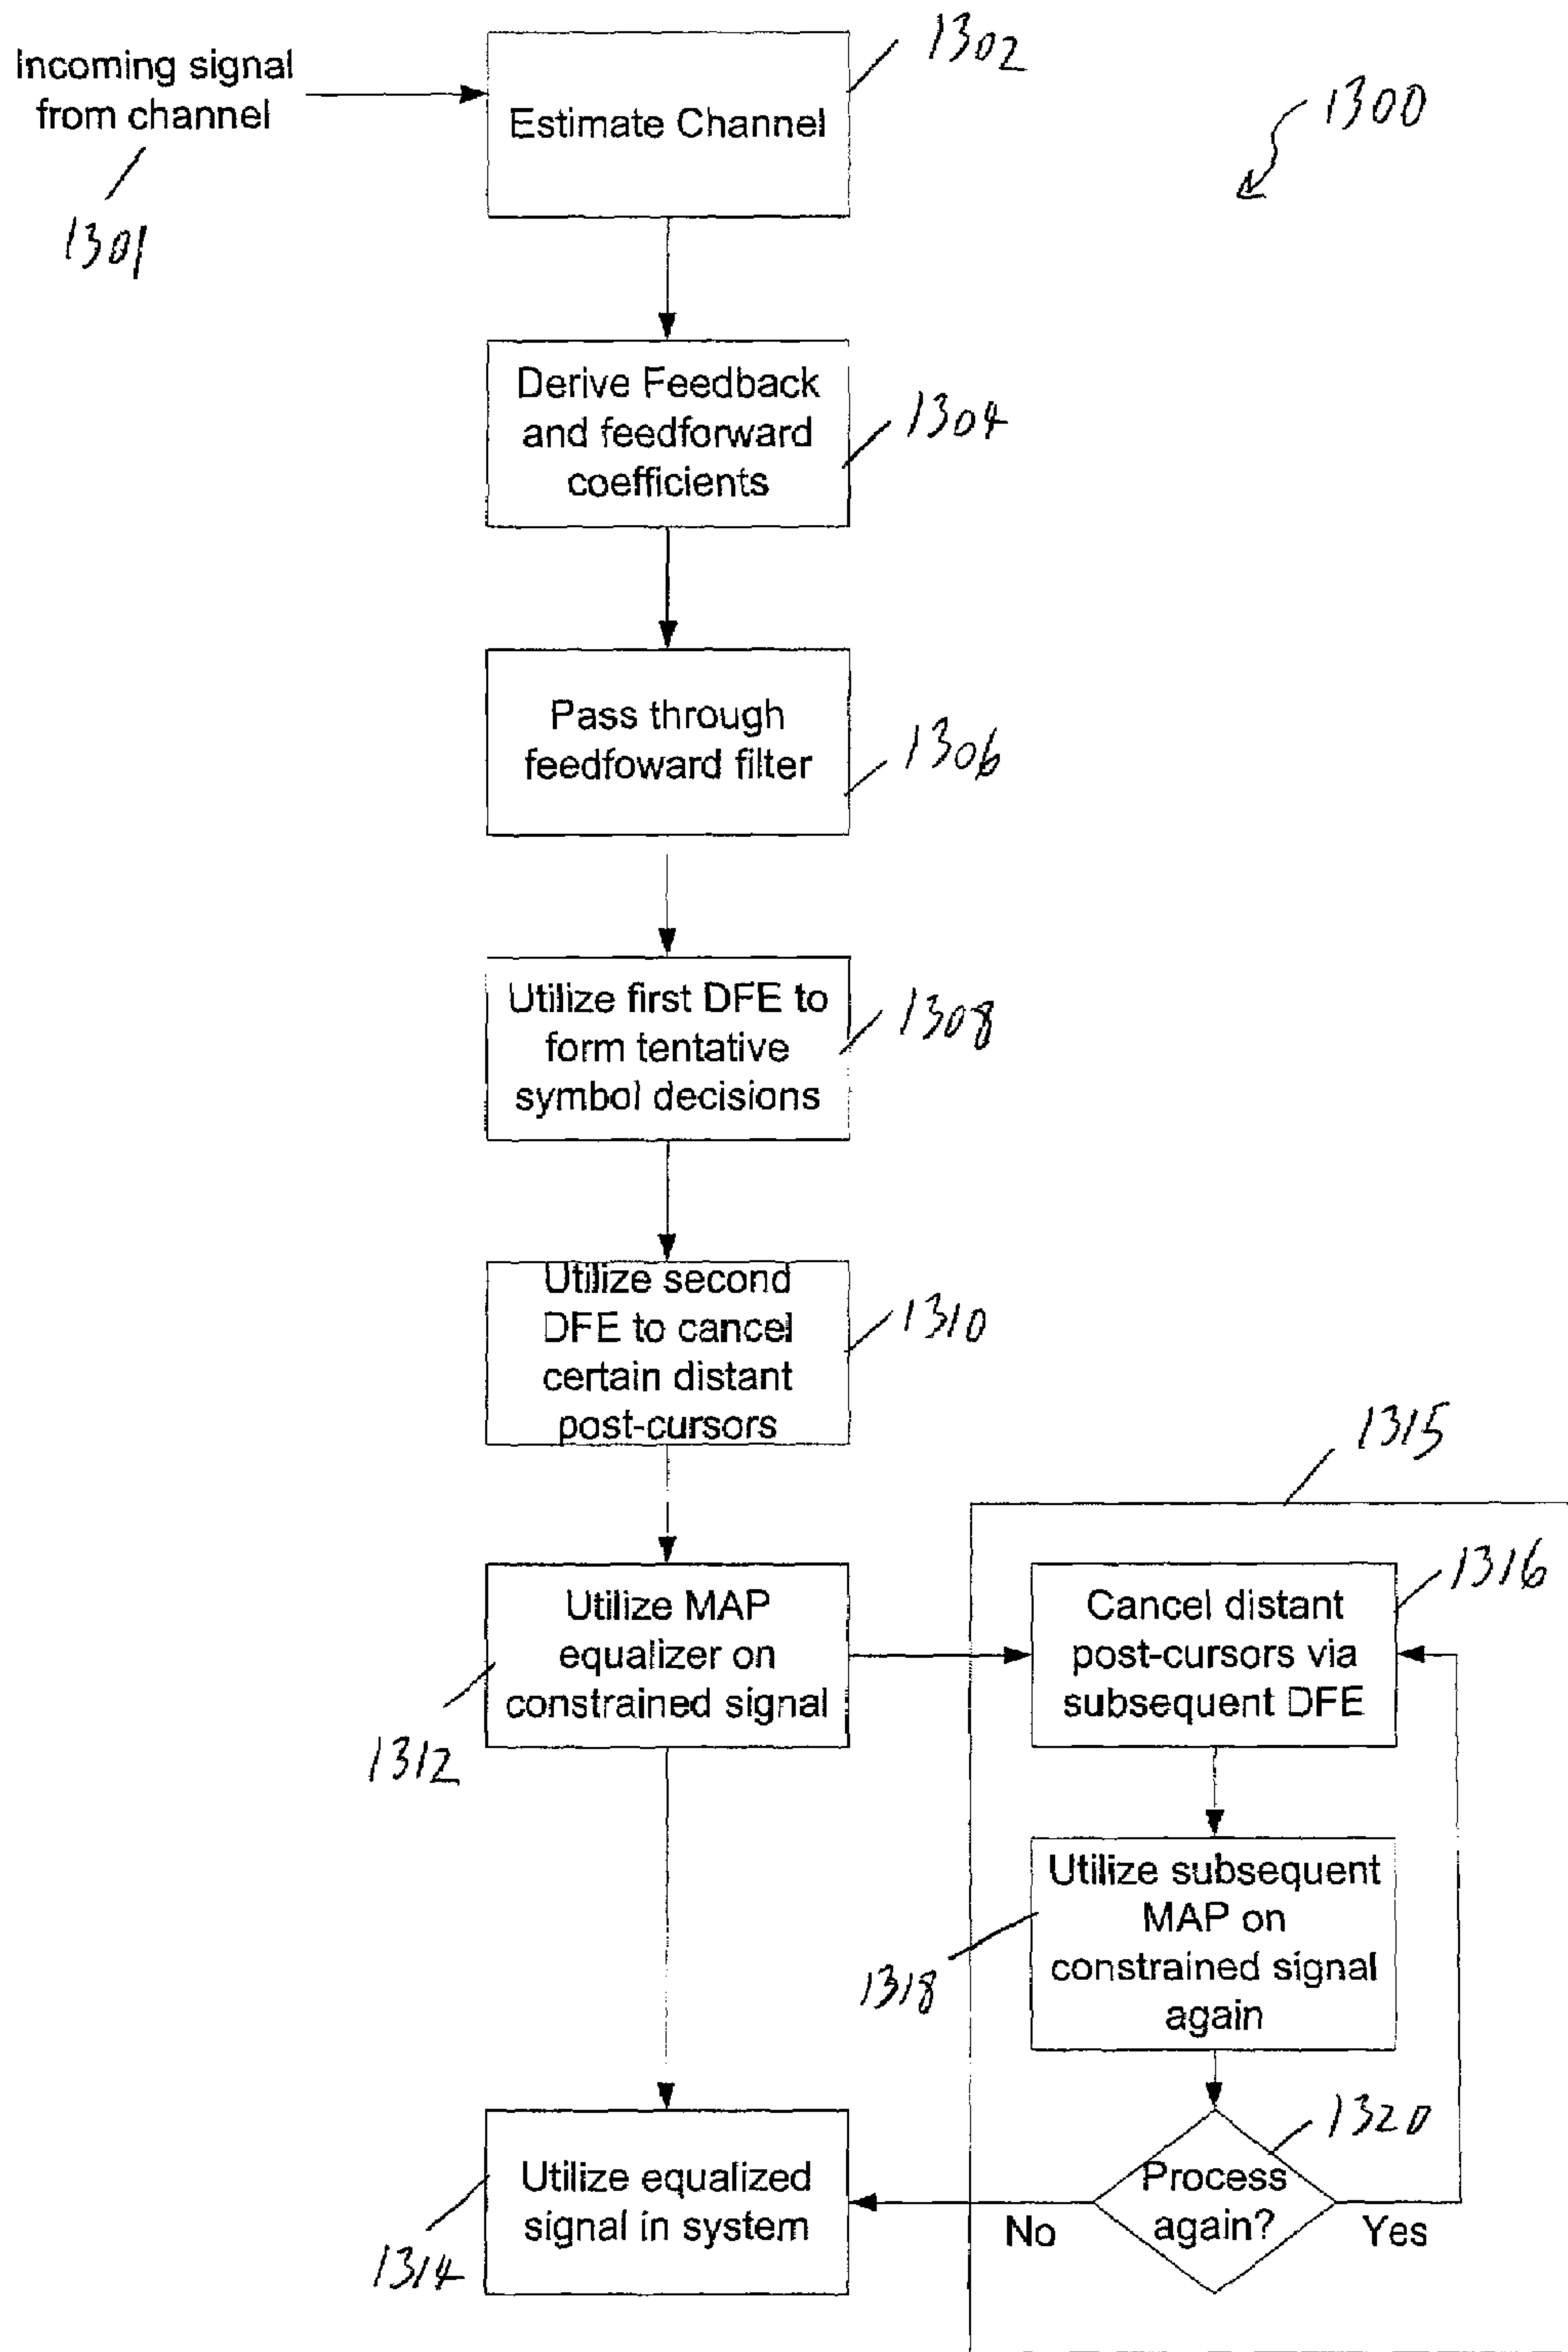 1302
Incoming signal
from channel
Estimate Channel
1300
1301
Derive Feedback
and feedforward
coefficients
1304
Pass through
feedfoward filter
1306
Utilize first DFE to
form tentative
symbol decisions
1308
Utilize second
DFE to cancel
certain distant
post-cursors
1310
1315
Utilize MAP
equalizer on
constrained signal
1312
Cancel distant
post-cursors via
subsequent DFE
1316
Utilize subsequent
MAP on
constrained signal
again
1318
1320
Process
again?
No
Yes
Utilize equalized
signal in system
1314